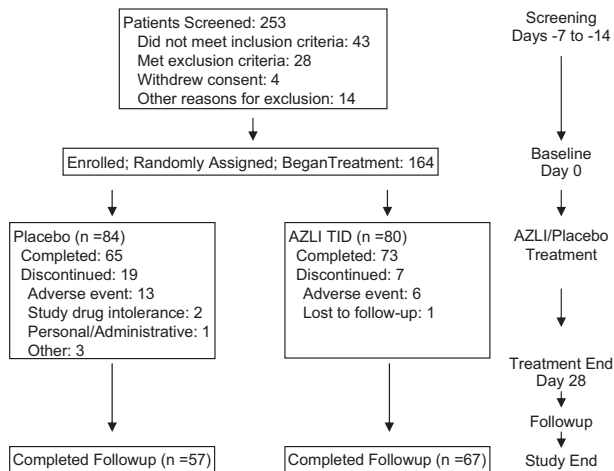 Patients Screened: 253
Did not meet inclusion criteria: 43
Met exclusion criteria: 28
Withdrew consent: 4
Other reasons for exclusion: 14
Screening
Days -7 to -14
Enrolled; Randomly Assigned; BeganTreatment: 164
Baseline
Day 0
Placebo (n =84)
Completed: 65
Discontinued: 19
Adverse event: 13
Study drug intolerance: 2
Personal/Administrative: 1
Other: 3
AZLI TID (n =80)
Completed: 73
Discontinued: 7
Adverse event: 6
Lost to follow-up: 1
AZLI/Placebo
Treatment
Treatment End
Day 28
Followup
Completed Followup (n =57)
Completed Followup (n =67)
Study End